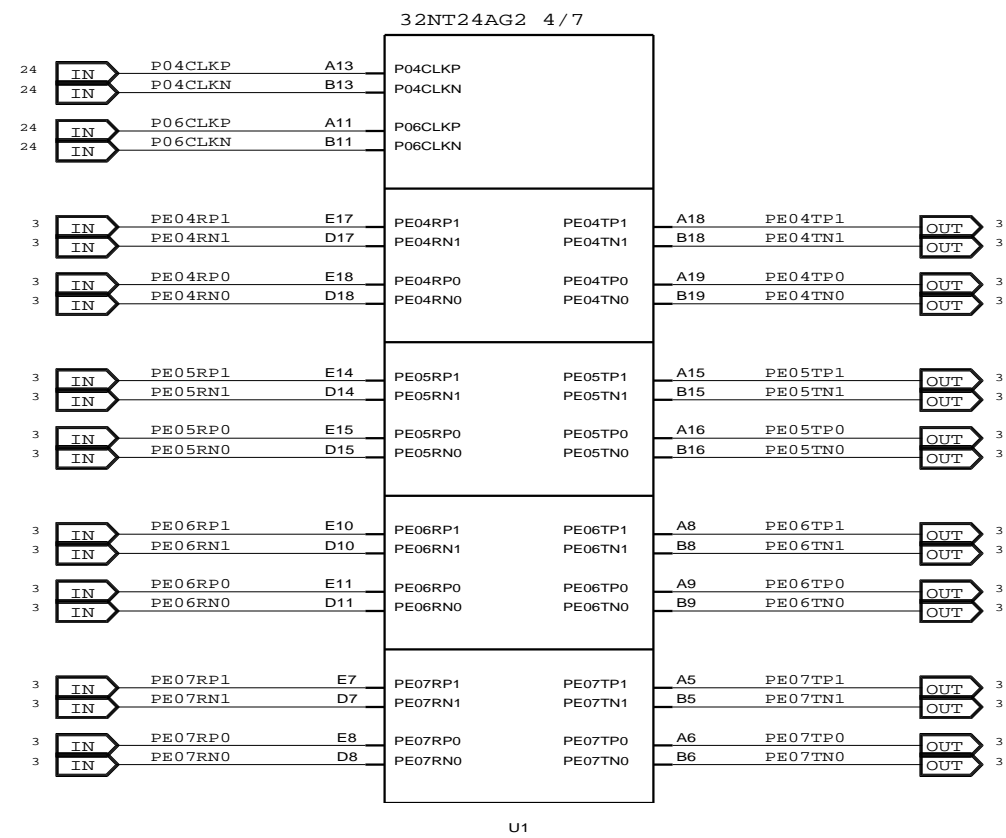 32NT24AG2 4/7
24 IN P04CLKP A13 P04CLKP
24 IN P04CLKN B13 P04CLKN
24 IN P06CLKP A11 P06CLKP
24 IN P06CLKN B11 P06CLKN
3 IN PE04RP1 E17 PE04RP1 PE04TP1 A18 PE04TP1 OUT 3
3 IN PE04RN1 D17 PE04RN1 PE04TN1 B18 PE04TN1 OUT 3
3 IN PE04RP0 E18 PE04RP0 PE04TP0 A19 PE04TP0 OUT 3
3 IN PE04RN0 D18 PE04RN0 PE04TN0 B19 PE04TN0 OUT 3
3 IN PE05RP1 E14 PE05RP1 PE05TP1 A15 PE05TP1 OUT 3
3 IN PE05RN1 D14 PE05RN1 PE05TN1 B15 PE05TN1 OUT 3
3 IN PE05RP0 E15 PE05RP0 PE05TP0 A16 PE05TP0 OUT 3
3 IN PE05RN0 D15 PE05RN0 PE05TN0 B16 PE05TN0 OUT 3
3 IN PE06RP1 E10 PE06RP1 PE06TP1 A8 PE06TP1 OUT 3
3 IN PE06RN1 D10 PE06RN1 PE06TN1 B8 PE06TN1 OUT 3
3 IN PE06RP0 E11 PE06RP0 PE06TP0 A9 PE06TP0 OUT 3
3 IN PE06RN0 D11 PE06RN0 PE06TN0 B9 PE06TN0 OUT 3
3 IN PE07RP1 E7 PE07RP1 PE07TP1 A5 PE07TP1 OUT 3
3 IN PE07RN1 D7 PE07RN1 PE07TN1 B5 PE07TN1 OUT 3
3 IN PE07RP0 E8 PE07RP0 PE07TP0 A6 PE07TP0 OUT 3
3 IN PE07RN0 D8 PE07RN0 PE07TN0 B6 PE07TN0 OUT 3
U1